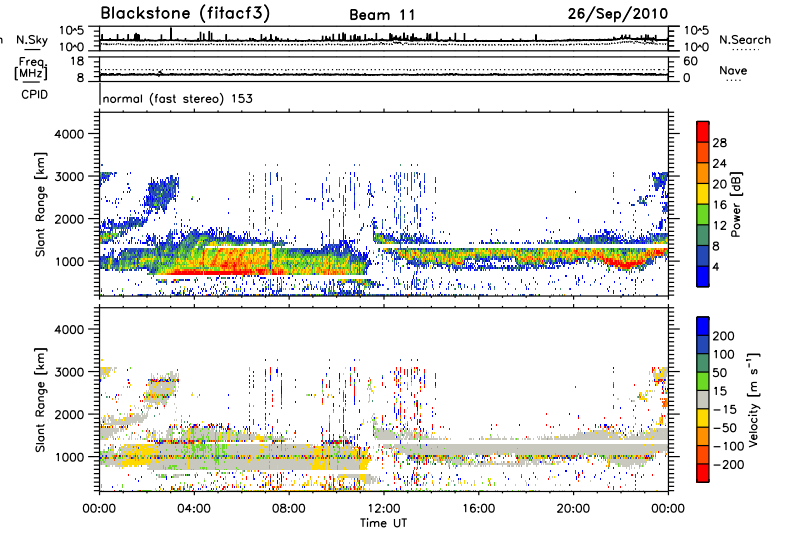 Blackstone (fitacf3) Beam 11 26/Sep/2010
N.Sky 10^5 10^5 N.Search
10^0 10^0
Freq. 18 60
[MHz] 8 0 Nave
CPID normal (fast stereo) 153
Slant Range [km]
4000
3000
2000
1000
28
24
20
16
12
8
4
Power [dB]
Slant Range [km]
4000
3000
2000
1000
200
100
50
15
-15
-50
-100
-200
Velocity [m s⁻¹]
00:00 04:00 08:00 12:00 16:00 20:00 00:00
Time UT